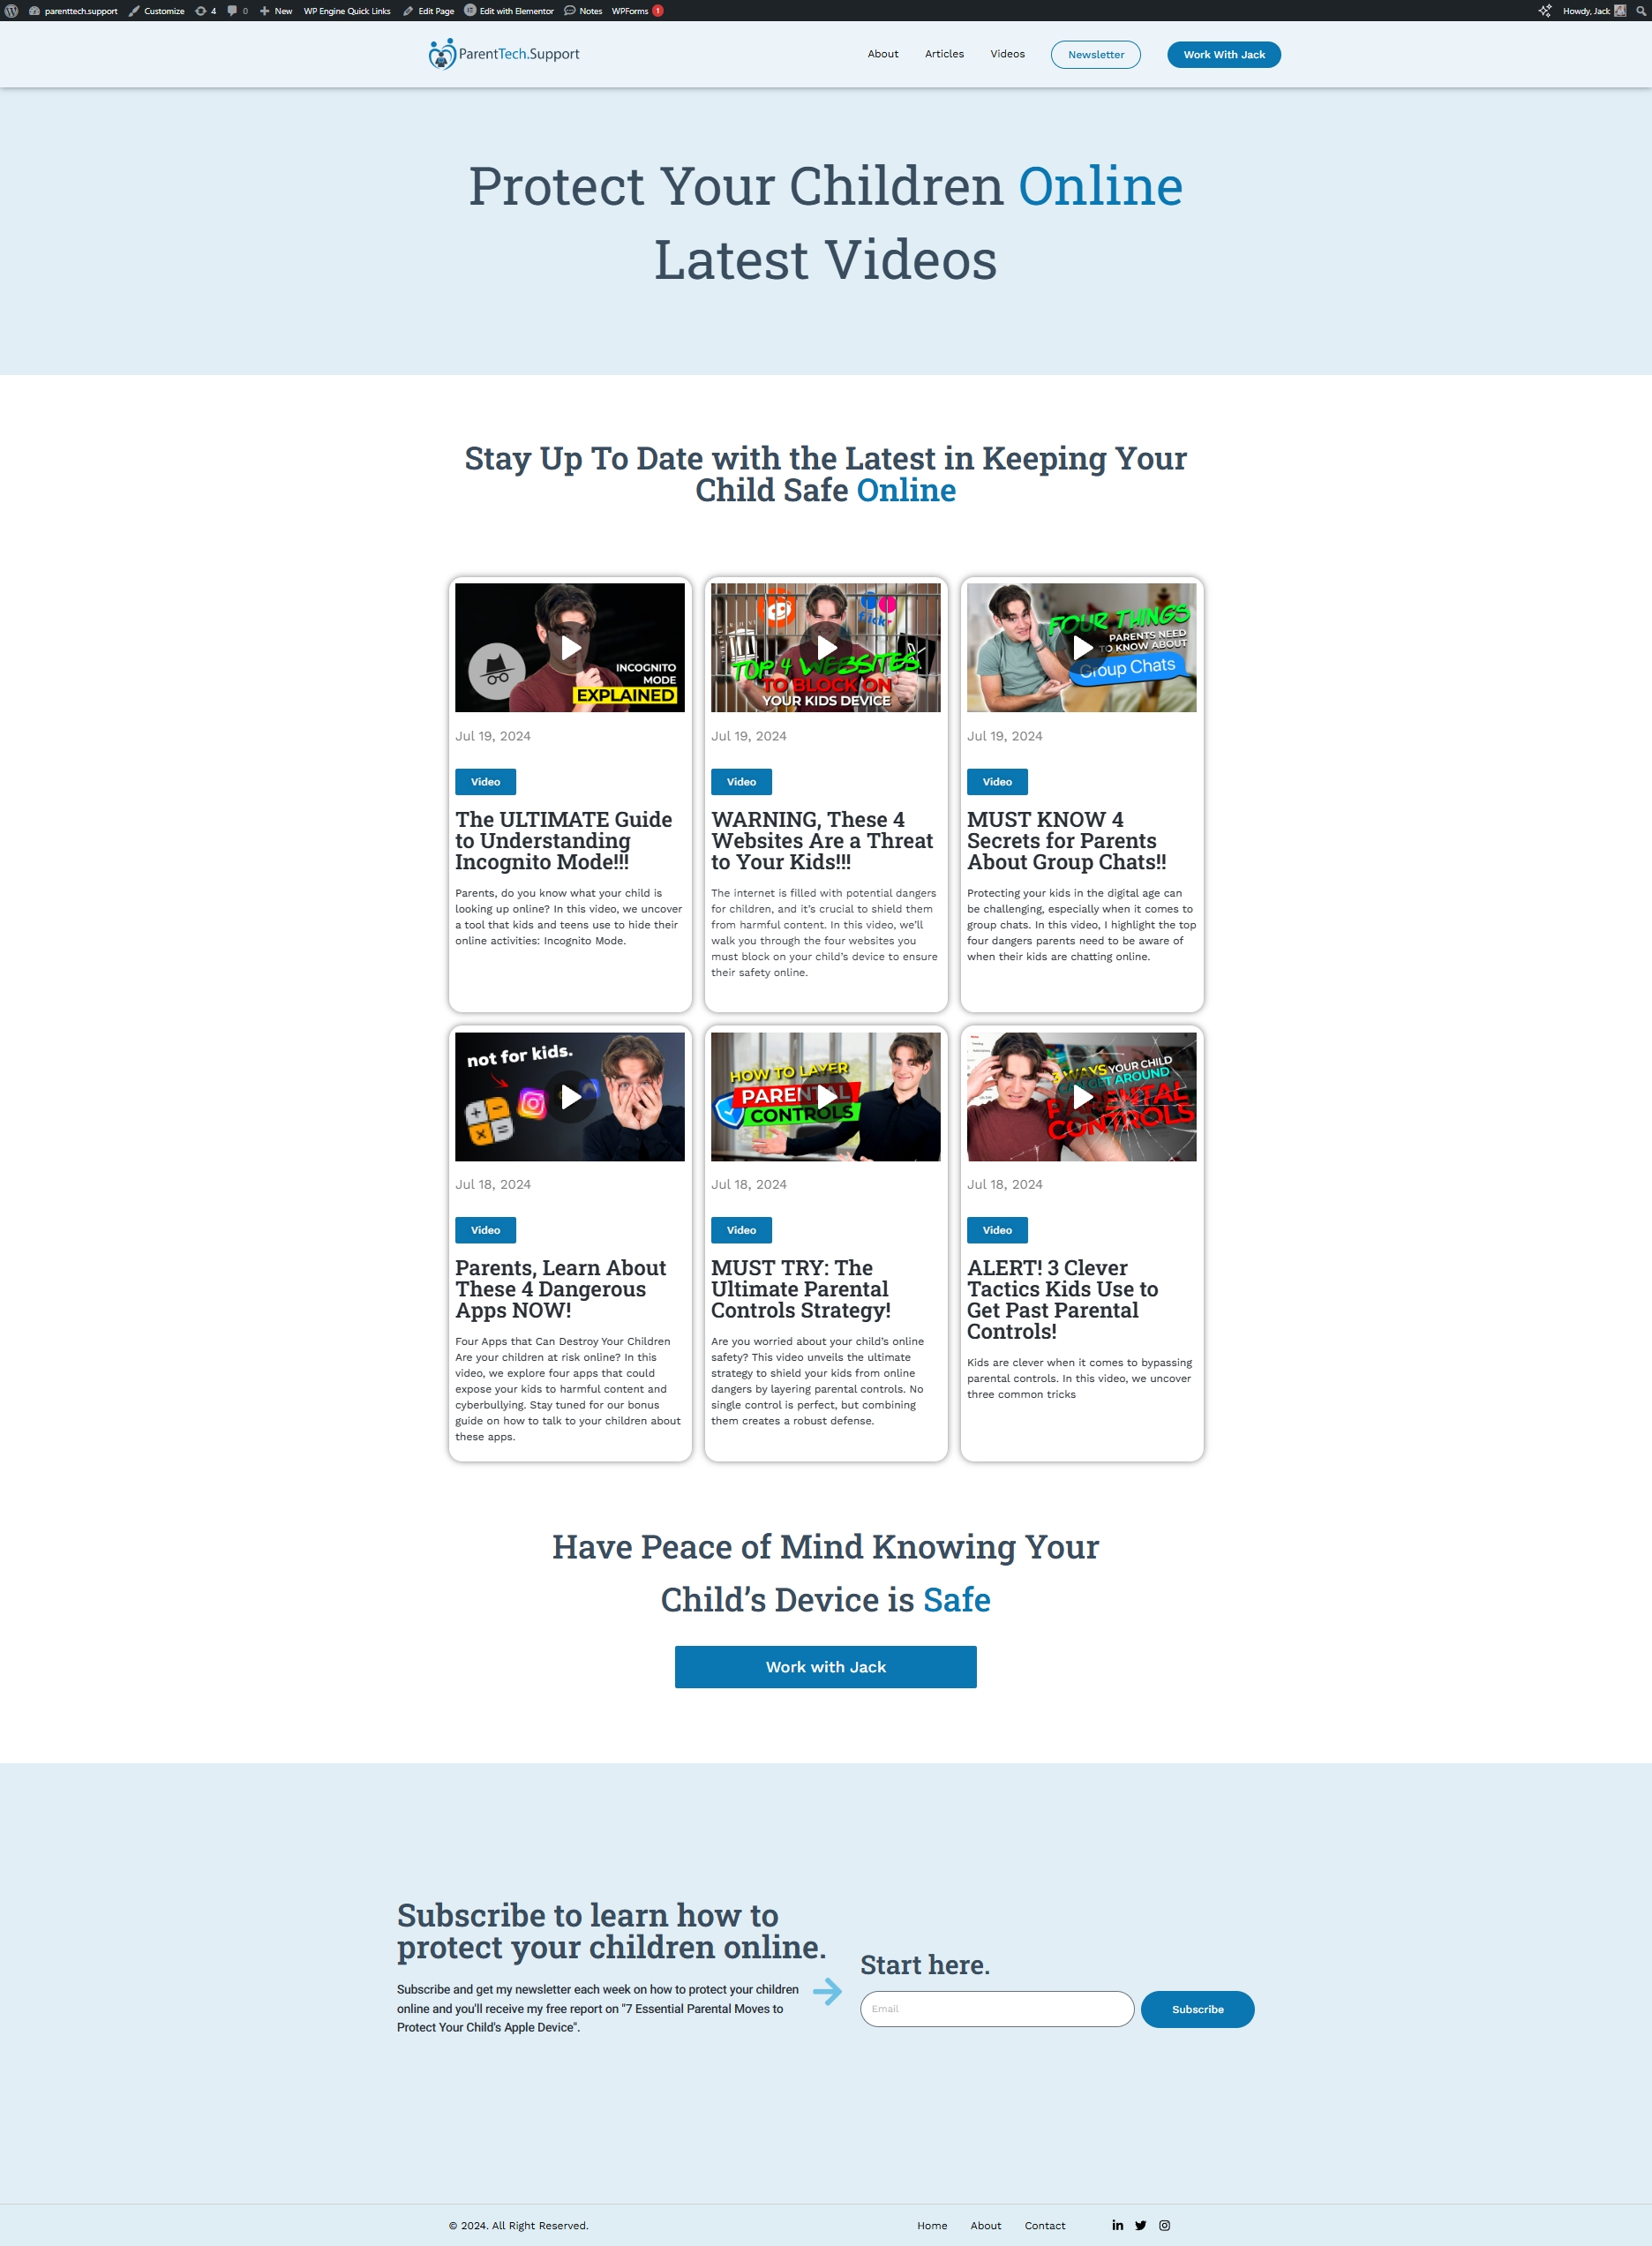 parenttech.support Customize 4 0 New WP Engine Quick Links Edit Page Edit with Elementor Notes WPForms 1 Howdy, Jack
ParentTech.Support About Articles Videos Newsletter Work With Jack
Protect Your Children Online
Latest Videos
Stay Up To Date with the Latest in Keeping Your
Child Safe Online
INCOGNITO
MODE
EXPLAINED
Jul 19, 2024
Video
The ULTIMATE Guide
to Understanding
Incognito Mode!!!
Parents, do you know what your child is
looking up online? In this video, we uncover
a tool that kids and teens use to hide their
online activities: Incognito Mode.
flickr
TOP 4 WEBSITES
TO BLOCK ON
YOUR KIDS DEVICE
Jul 19, 2024
Video
WARNING, These 4
Websites Are a Threat
to Your Kids!!!
The internet is filled with potential dangers
for children, and it’s crucial to shield them
from harmful content. In this video, we’ll
walk you through the four websites you
must block on your child’s device to ensure
their safety online.
FOUR THINGS
PARENTS NEED
TO KNOW ABOUT
Group Chats
Jul 19, 2024
Video
MUST KNOW 4
Secrets for Parents
About Group Chats!!
Protecting your kids in the digital age can
be challenging, especially when it comes to
group chats. In this video, I highlight the top
four dangers parents need to be aware of
when their kids are chatting online.
not for kids.
Jul 18, 2024
Video
Parents, Learn About
These 4 Dangerous
Apps NOW!
Four Apps that Can Destroy Your Children
Are your children at risk online? In this
video, we explore four apps that could
expose your kids to harmful content and
cyberbullying. Stay tuned for our bonus
guide on how to talk to your children about
these apps.
HOW TO LAYER
PARENTAL
CONTROLS
Jul 18, 2024
Video
MUST TRY: The
Ultimate Parental
Controls Strategy!
Are you worried about your child’s online
safety? This video unveils the ultimate
strategy to shield your kids from online
dangers by layering parental controls. No
single control is perfect, but combining
them creates a robust defense.
3 WAYS YOUR CHILD
CAN GET AROUND
PARENTAL
CONTROLS
Jul 18, 2024
Video
ALERT! 3 Clever
Tactics Kids Use to
Get Past Parental
Controls!
Kids are clever when it comes to bypassing
parental controls. In this video, we uncover
three common tricks
Have Peace of Mind Knowing Your
Child’s Device is Safe
Work with Jack
Subscribe to learn how to
protect your children online.
Subscribe and get my newsletter each week on how to protect your children
online and you'll receive my free report on "7 Essential Parental Moves to
Protect Your Child's Apple Device".
Start here.
Email Subscribe
© 2024. All Right Reserved. Home About Contact